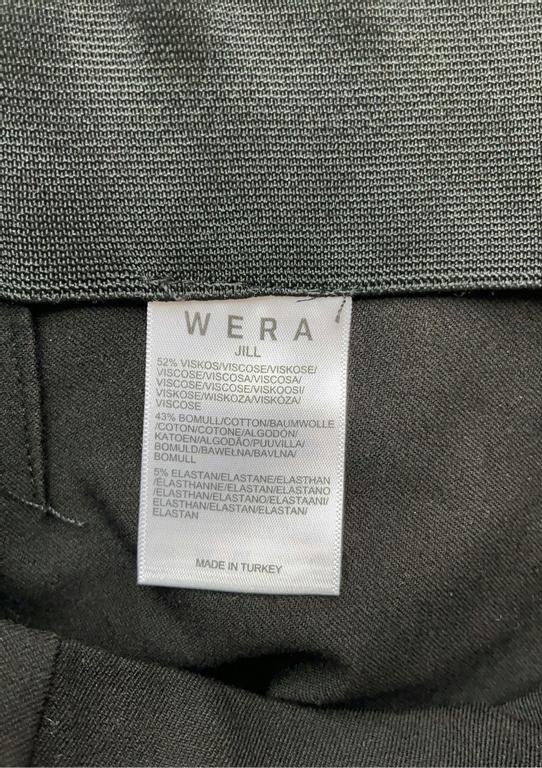 WERA
JILL
52% VISKOS/VISCOSE/VISKOSE/
VISCOSE/VISCOSA/VISCOSA/
VISCOSE/VISCOSE/VISKOOSI/
VISKOSE/WISKOZA/VISKÓZA/
VISCOSE
43% BOMULL/COTTON/BAUMWOLLE
/COTON/COTONE/ALGODÓN/
KATOEN/ALGODÃO/PUUVILLA/
BOMULD/BAWEŁNA/BAVLNA/
BOMULL
5% ELASTAN/ELASTANE/ELASTHAN
/ELASTHANNE/ELASTAN/ELASTANO
/ELASTHAN/ELASTANO/ELASTAANI/
ELASTHAN/ELASTAN/ELASTAN/
ELASTAN
MADE IN TURKEY